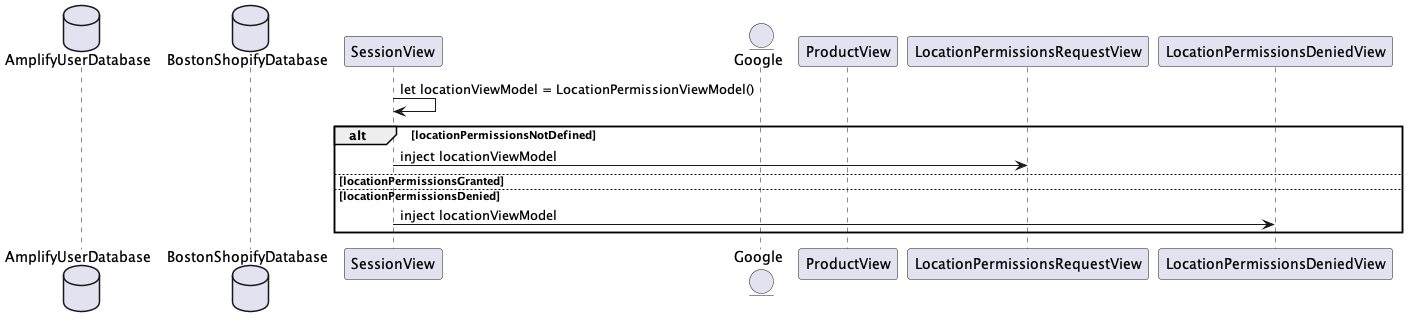 AmplifyUserDatabase
BostonShopifyDatabase
SessionView
Google
ProductView
LocationPermissionsRequestView
LocationPermissionsDeniedView
let locationViewModel = LocationPermissionViewModel()
alt [locationPermissionsNotDefined]
inject locationViewModel
[locationPermissionsGranted]
[locationPermissionsDenied]
inject locationViewModel
AmplifyUserDatabase
BostonShopifyDatabase
SessionView
Google
ProductView
LocationPermissionsRequestView
LocationPermissionsDeniedView